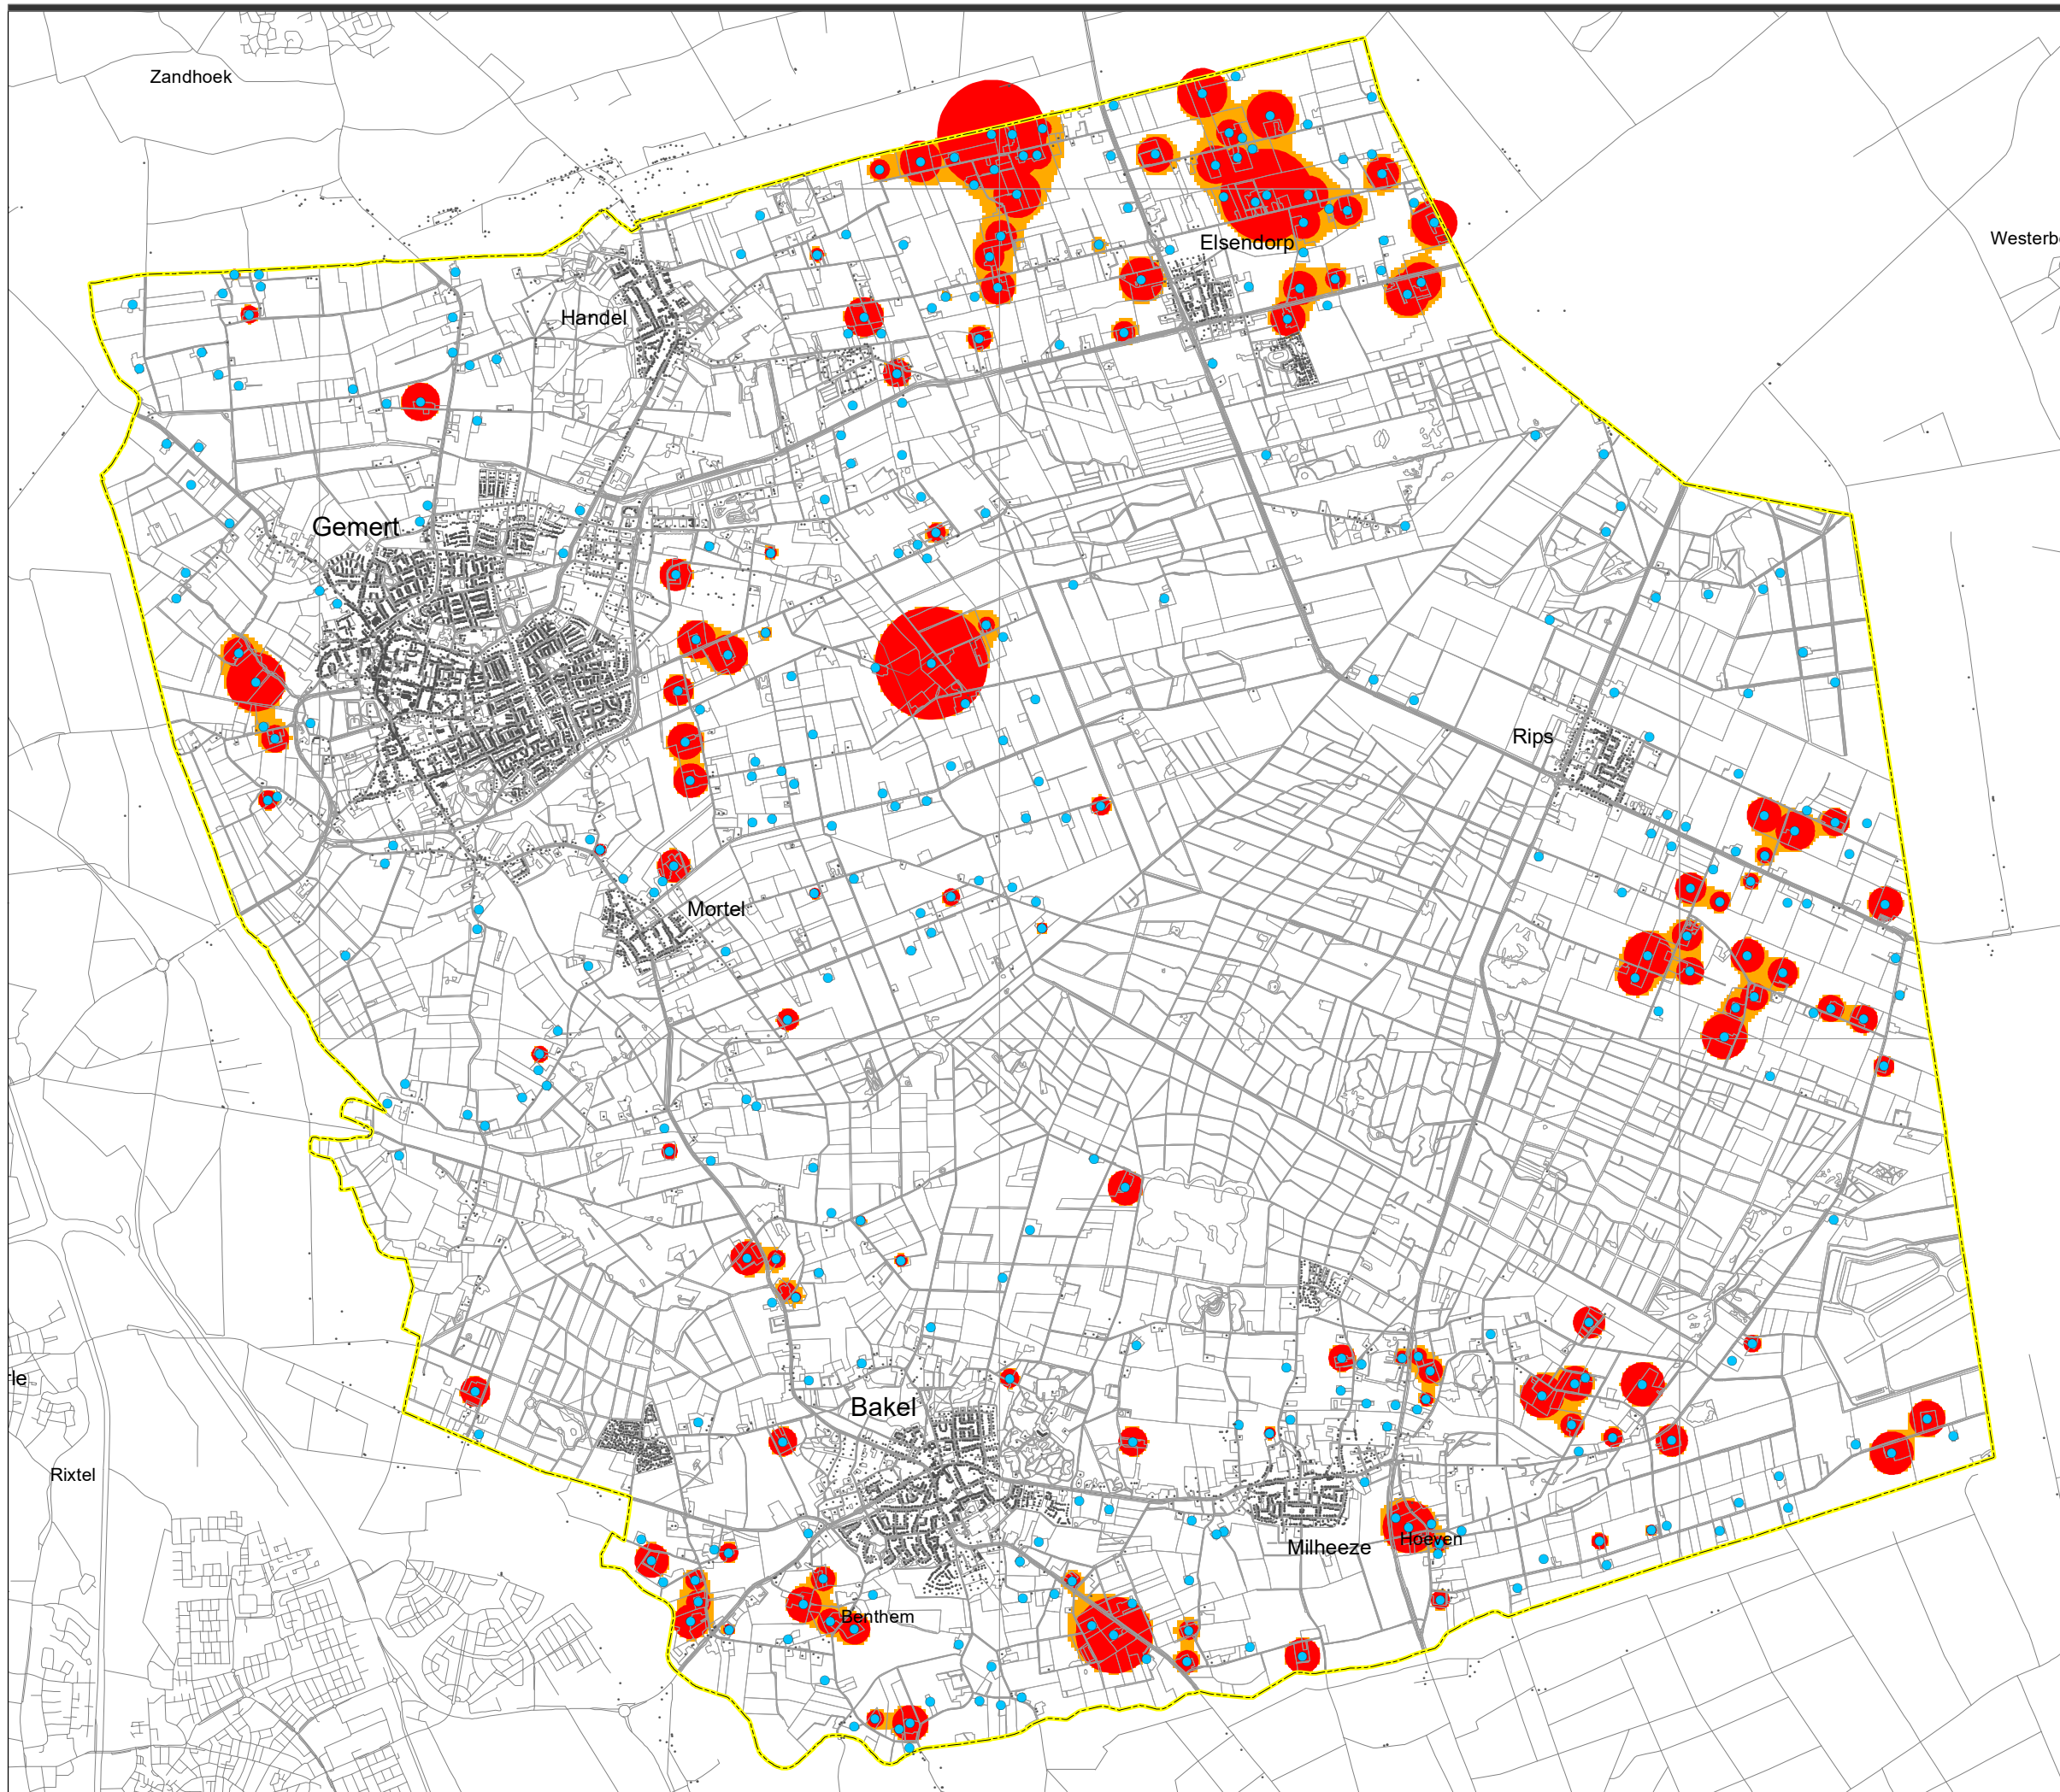 Zandhoek
Westerb
Elsendorp
Handel
Gemert
Rips
Mortel
rle
Bakel
Rixtel
Hoeven
Milheeze
Benthem